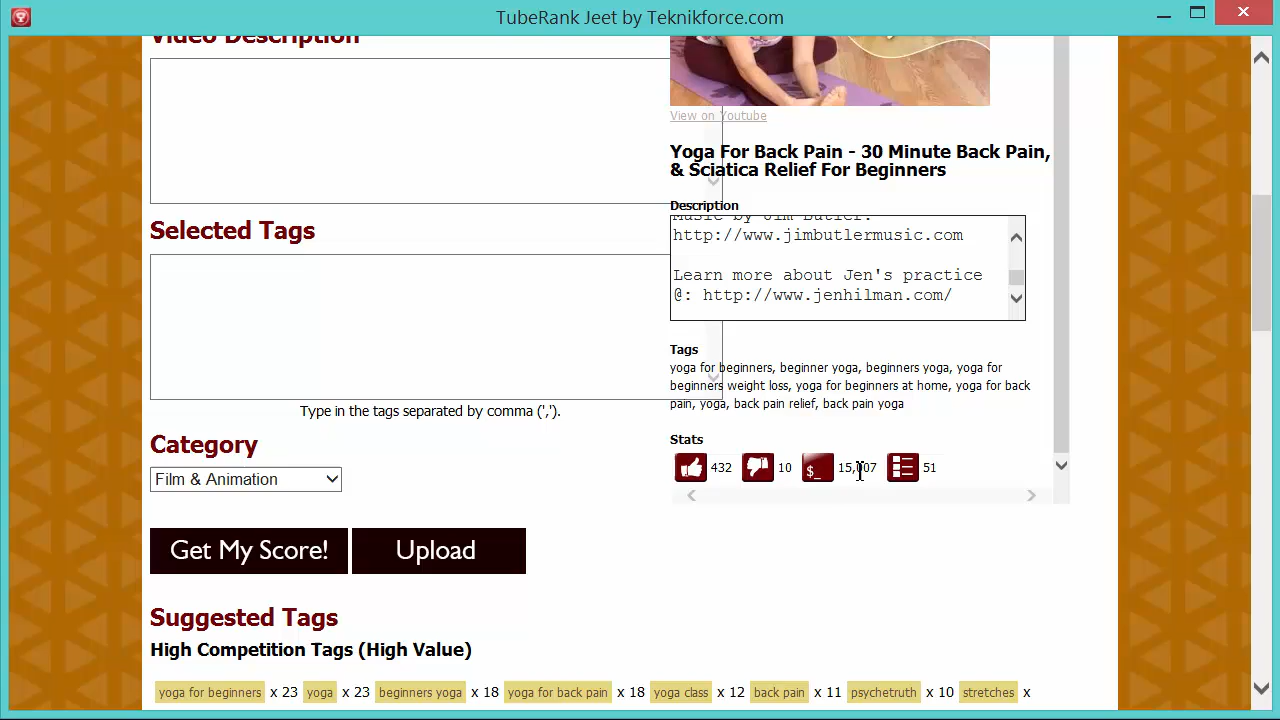 TubeRank Jeet by Teknikforce.com
Video Description
View on Youtube
Yoga For Back Pain - 30 Minute Back Pain,
& Sciatica Relief For Beginners
Description
Music by Jim Butler:
http://www.jimbutlermusic.com
Learn more about Jen's practice
@: http://www.jenhilman.com/
Selected Tags
Type in the tags separated by comma (',').
Tags
yoga for beginners, beginner yoga, beginners yoga, yoga for
beginners weight loss, yoga for beginners at home, yoga for back
pain, yoga, back pain relief, back pain yoga
Category
Film & Animation
Stats
432 10 $_ 51
Get My Score! Upload
Suggested Tags
High Competition Tags (High Value)
yoga for beginners x 23 yoga x 23 beginners yoga x 18 yoga for back pain x 18 yoga class x 12 back pain x 11 psychetruth x 10 stretches x